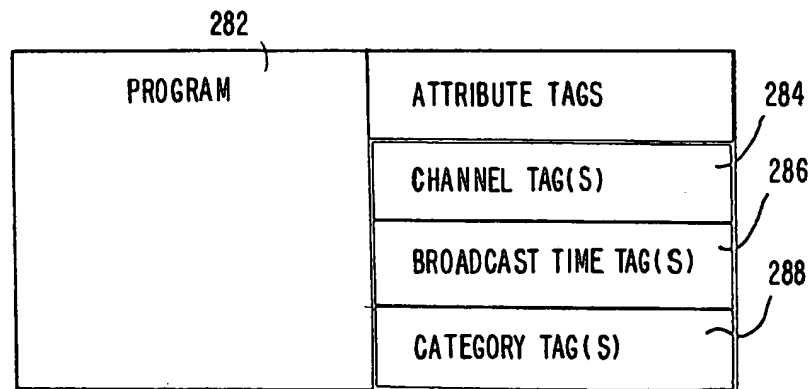 282
PROGRAM
ATTRIBUTE TAGS
284
CHANNEL TAG(S)
286
BROADCAST TIME TAG(S)
288
CATEGORY TAG(S)